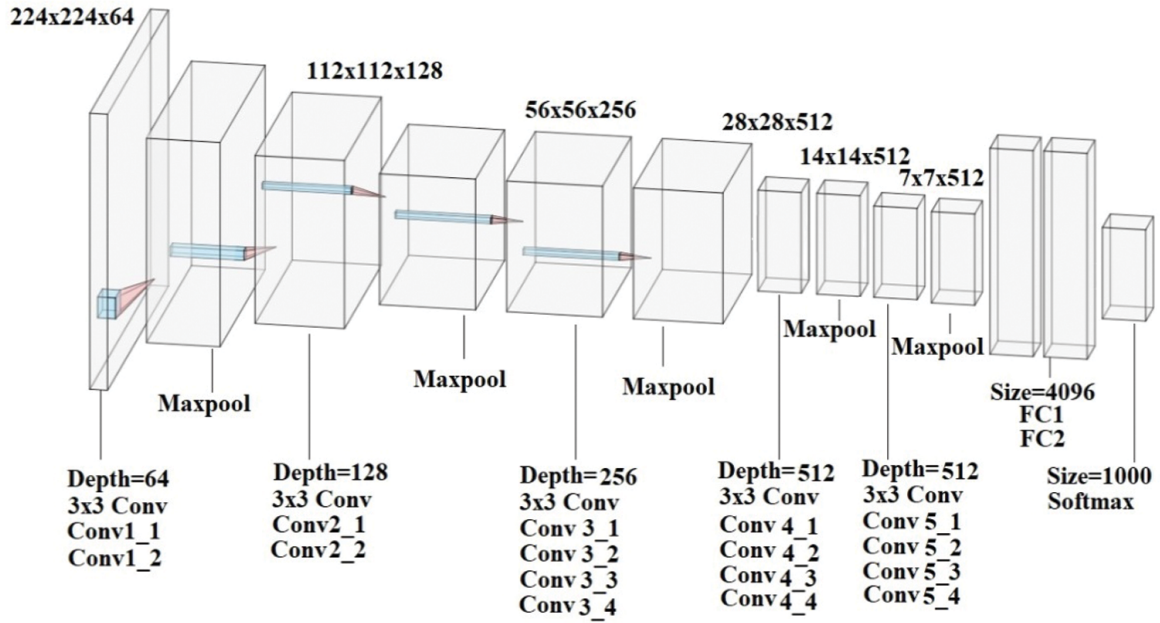 224x224x64
112x112x128
56x56x256
28x28x512
14x14x512
7x7x512
Maxpool
Maxpool
Maxpool
Maxpool
Maxpool
Depth=64
3x3 Conv
Conv1_1
Conv1_2
Depth=128
3x3 Conv
Conv2_1
Conv2_2
Depth=256
3x3 Conv
Conv 3_1
Conv 3_2
Conv 3_3
Conv 3_4
Depth=512
3x3 Conv
Conv 4_1
Conv 4_2
Conv 4_3
Conv 4_4
Depth=512
3x3 Conv
Conv 5_1
Conv 5_2
Conv 5_3
Conv 5_4
Size=4096
FC1
FC2
Size=1000
Softmax